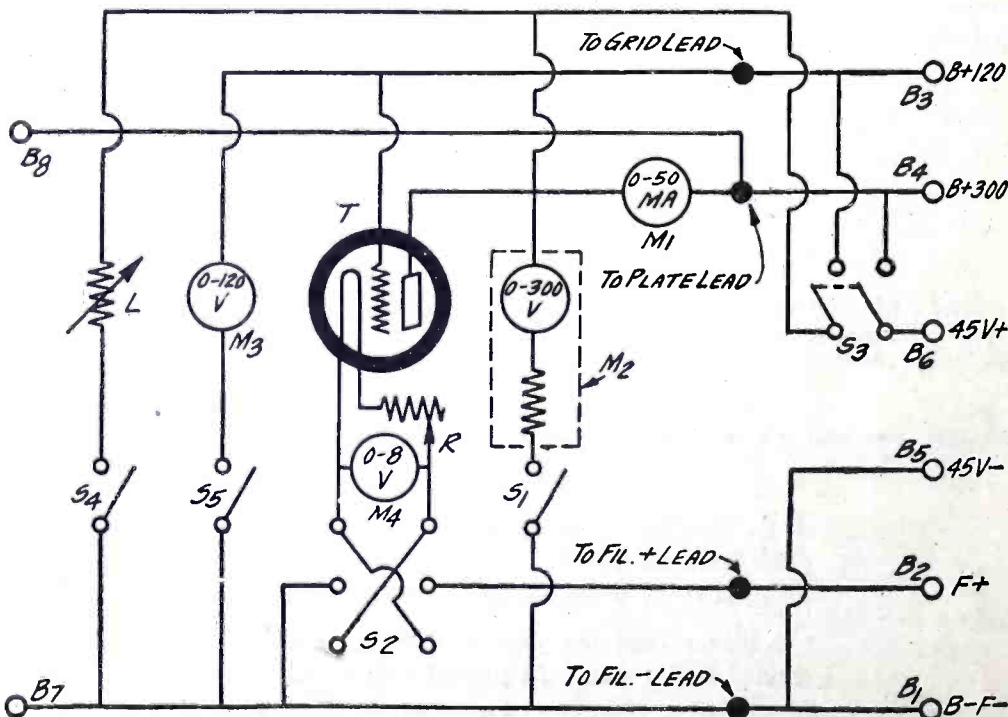 TO GRID LEAD
B+120
B3
B8
B4
B+300
0-50
MA
M1
T
TO PLATE LEAD
0-120
V
M3
L
0-300
V
M2
S3
B6
45V+
R
0-8
V
M4
S4
S5
S1
B5
45V-
TO FIL.+LEAD
B2
F+
S2
TO FIL.-LEAD
B7
B1
B-F-